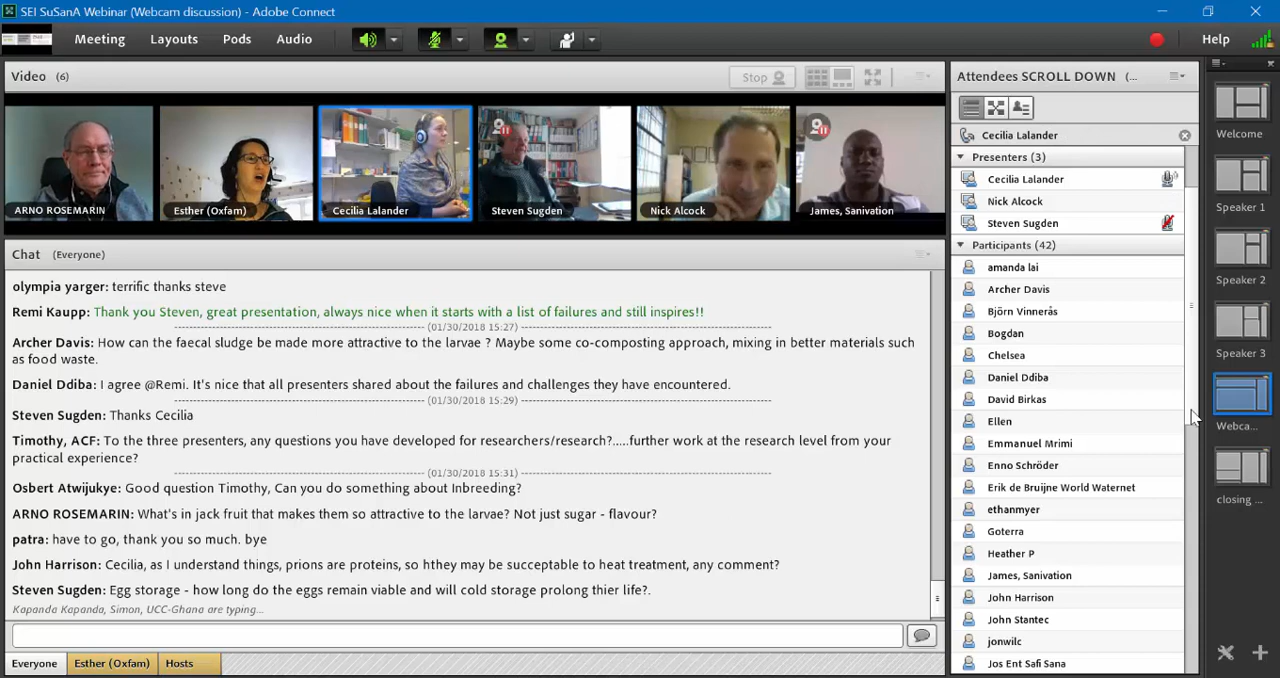 SEI SuSanA Webinar (Webcam discussion) - Adobe Connect
Meeting Layouts Pods Audio Help
Video (6)
Stop
ARNO ROSEMARIN
Esther (Oxfam)
Cecilia Lalander
Steven Sugden
Nick Alcock
James, Sanivation
Chat (Everyone)
olympia yarger: terrific thanks steve
Remi Kaupp: Thank you Steven, great presentation, always nice when it starts with a list of failures and still inspires!!
(01/30/2018 15:27)
Archer Davis: How can the faecal sludge be made more attractive to the larvae ? Maybe some co-composting approach, mixing in better materials such
as food waste.
Daniel Ddiba: I agree @Remi. It's nice that all presenters shared about the failures and challenges they have encountered.
(01/30/2018 15:29)
Steven Sugden: Thanks Cecilia
Timothy, ACF: To the three presenters, any questions you have developed for researchers/research?.....further work at the research level from your
practical experience?
(01/30/2018 15:31)
Osbert Atwijukye: Good question Timothy, Can you do something about Inbreeding?
ARNO ROSEMARIN: What's in jack fruit that makes them so attractive to the larvae? Not just sugar - flavour?
patra: have to go, thank you so much. bye
John Harrison: Cecilia, as I understand things, prions are proteins, so hthey may be succeptable to heat treatment, any comment?
Steven Sugden: Egg storage - how long do the eggs remain viable and will cold storage prolong thier life?.
Kapanda Kapanda, Simon, UCC-Ghana are typing...
Everyone
Esther (Oxfam)
Hosts
Attendees SCROLL DOWN (...
Cecilia Lalander
Presenters (3)
Cecilia Lalander
Nick Alcock
Steven Sugden
Participants (42)
amanda lai
Archer Davis
Björn Vinnerås
Bogdan
Chelsea
Daniel Ddiba
David Birkas
Ellen
Emmanuel Mrimi
Enno Schröder
Erik de Bruijne World Waternet
ethanmyer
Goterra
Heather P
James, Sanivation
John Harrison
John Stantec
jonwilc
Jos Ent Safi Sana
Welcome
Speaker 1
Speaker 2
Speaker 3
Webca...
closing ...